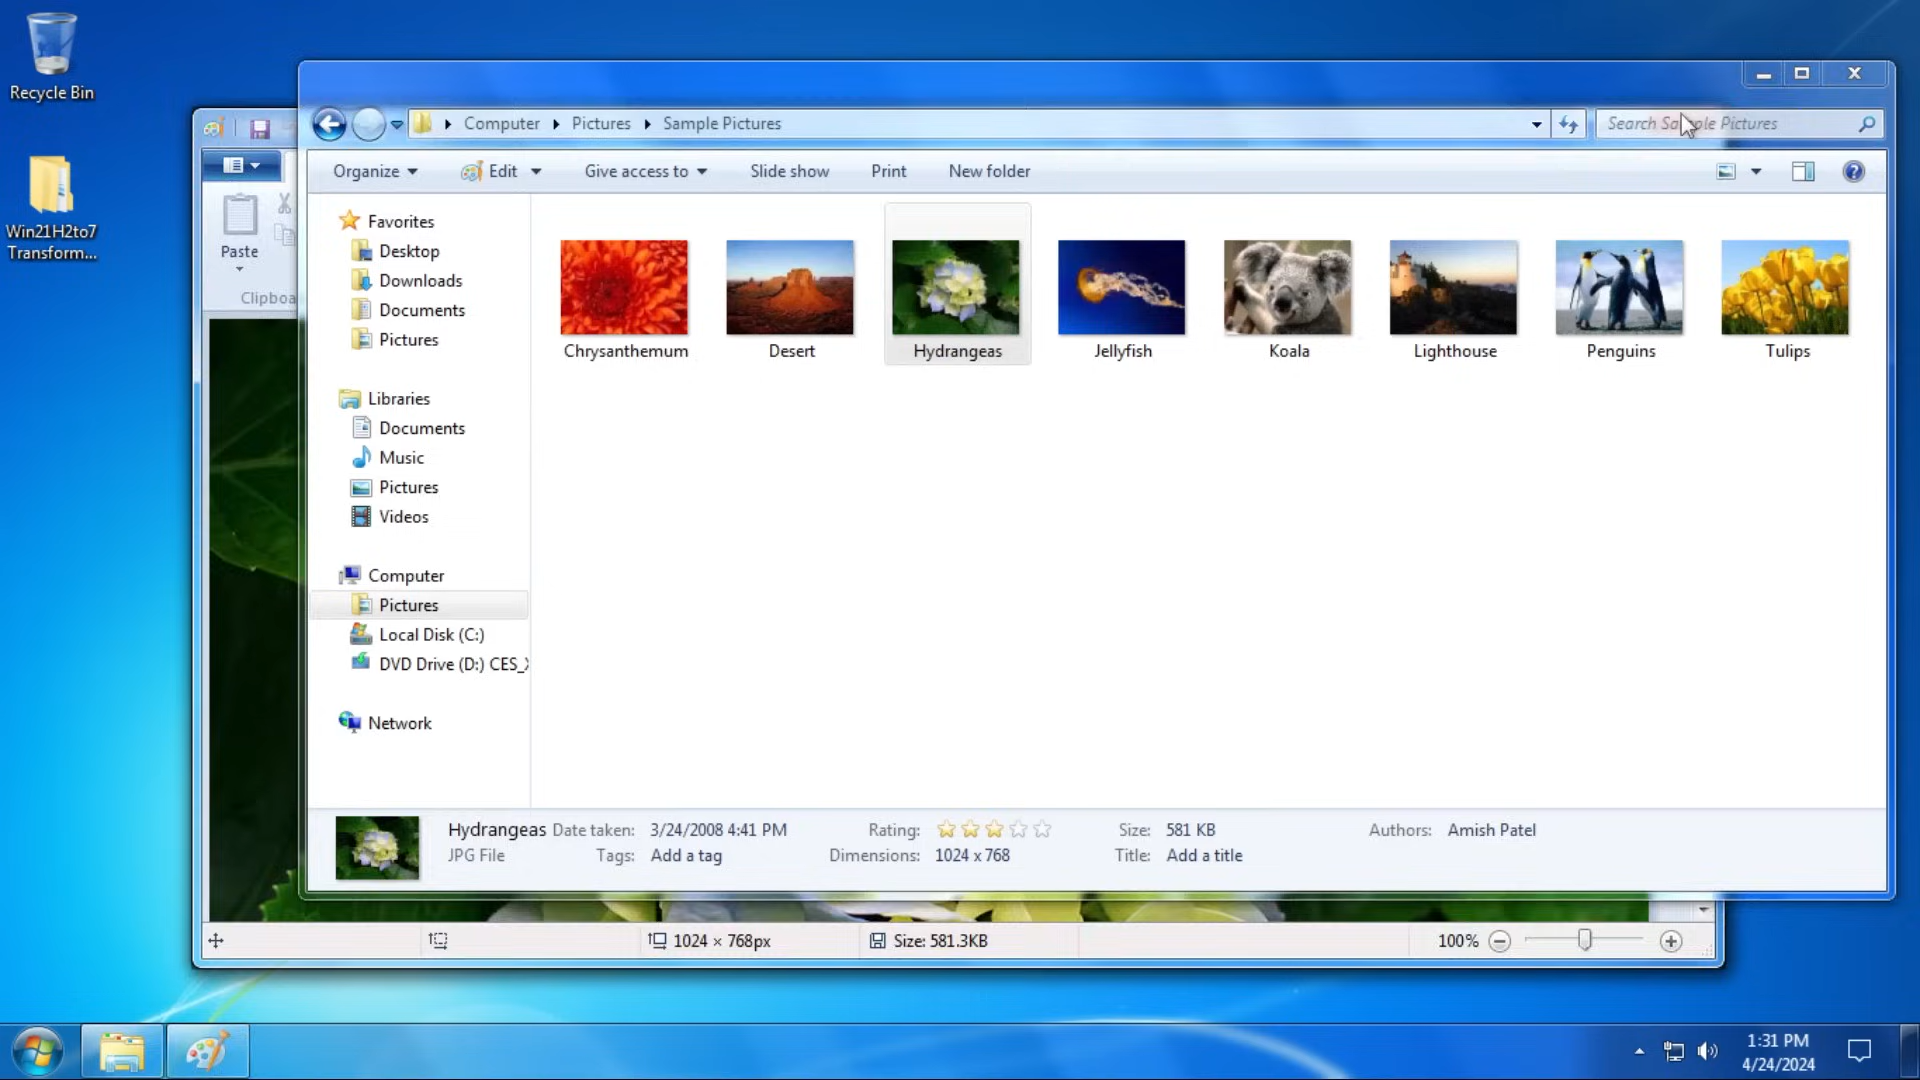 Recycle Bin
Win21H2to7
Transform...
Paste
Clipboa
Computer
Pictures
Sample Pictures
Search Sample Pictures
Organize
Edit
Give access to
Slide show
Print
New folder
Favorites
Desktop
Downloads
Documents
Pictures
Libraries
Documents
Music
Pictures
Videos
Computer
Pictures
Local Disk (C:)
DVD Drive (D:) CES_
Network
Chrysanthemum
Desert
Hydrangeas
Jellyfish
Koala
Lighthouse
Penguins
Tulips
Hydrangeas Date taken: 3/24/2008 4:41 PM Rating: Size: 581 KB Authors: Amish Patel
JPG File Tags: Add a tag Dimensions: 1024 x 768 Title: Add a title
1024 × 768px
Size: 581.3KB
100%
1:31 PM
4/24/2024